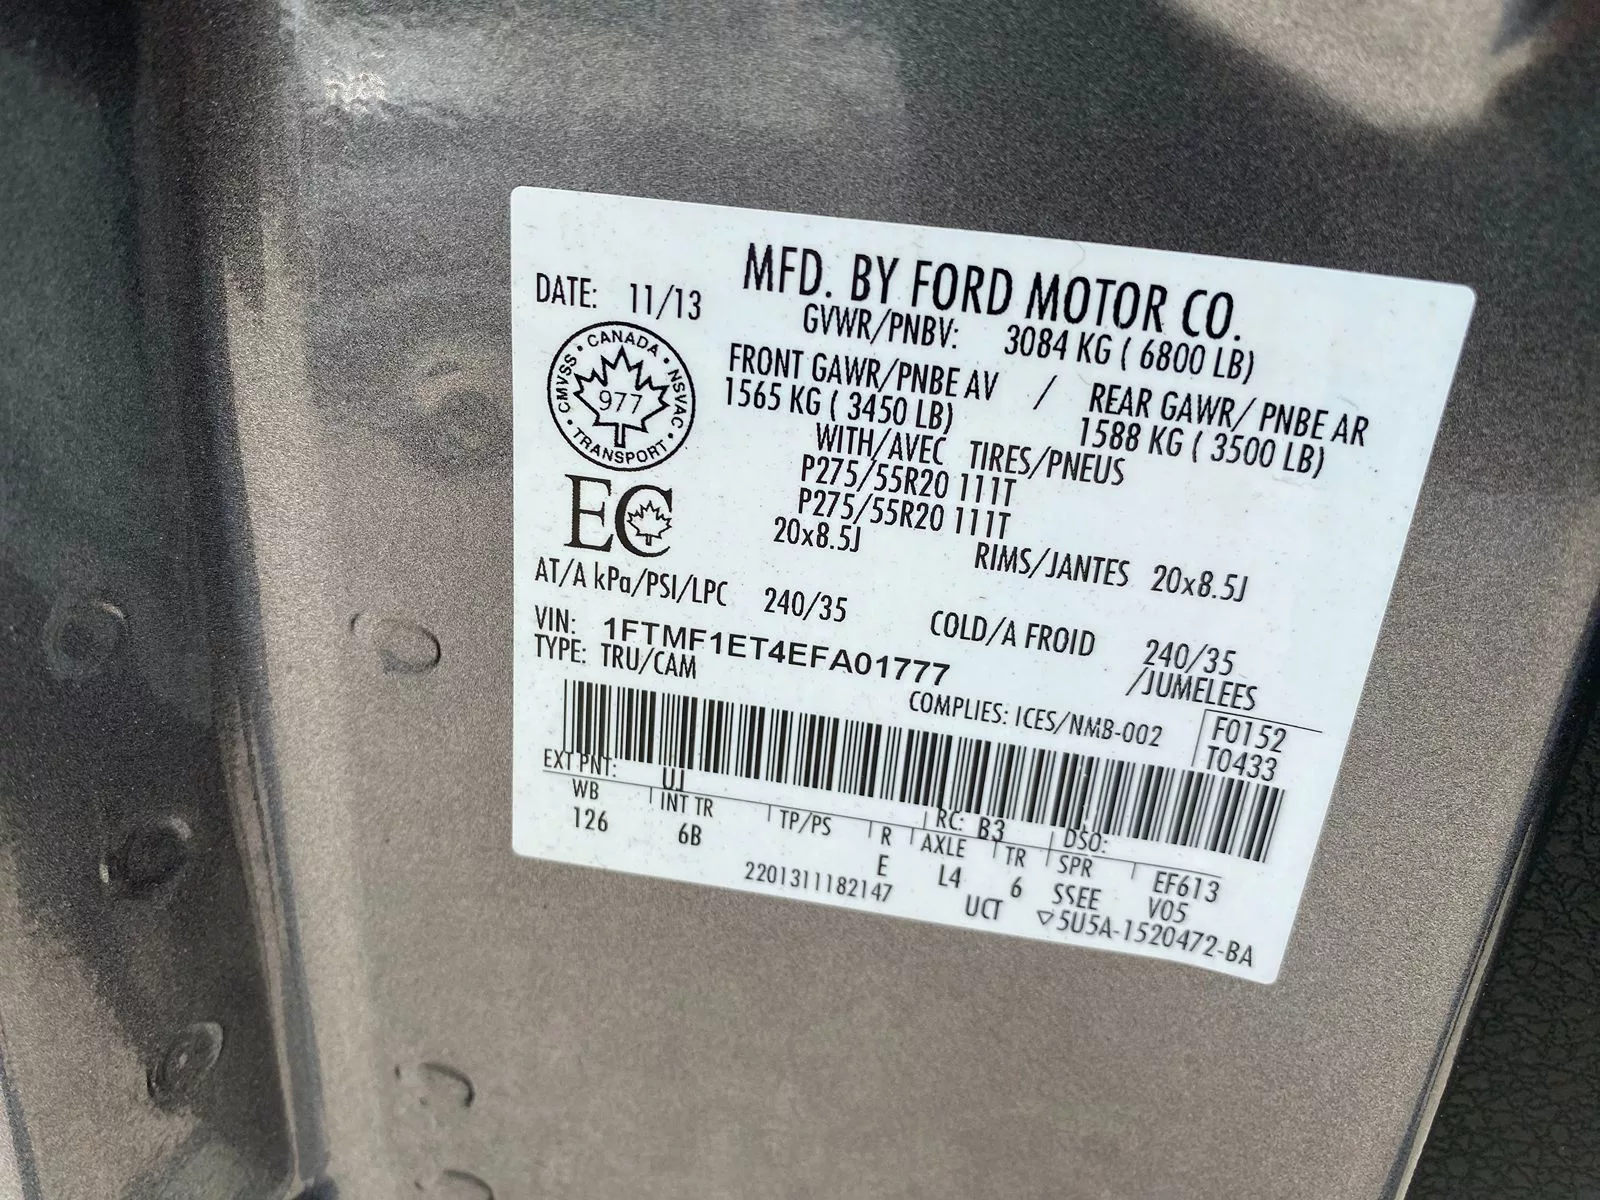 MFD. BY FORD MOTOR CO.
DATE: 11/13
GVWR/PNBV: 3084 KG ( 6800 LB)
FRONT GAWR/PNBE AV / REAR GAWR/ PNBE AR
1565 KG ( 3450 LB) 1588 KG ( 3500 LB)
WITH/AVEC TIRES/PNEUS
P275/55R20 111T
P275/55R20 111T
20x8.5J RIMS/JANTES 20x8.5J
CANADA • NSVAC • TRANSPORT • CMVSS •
977
EC
AT/A kPa/PSI/LPC 240/35 COLD/A FROID 240/35
VIN: 1FTMF1ET4EFA01777 /JUMELEES
TYPE: TRU/CAM
COMPLIES: ICES/NMB-002
F0152
T0433
EXT PNT: UJ RC: B3 DSO:
WB INT TR TP/PS R AXLE TR SPR EF613
126 6B E L4 6 SSEE V05
2201311182147 UCT ▽5U5A-1520472-BA